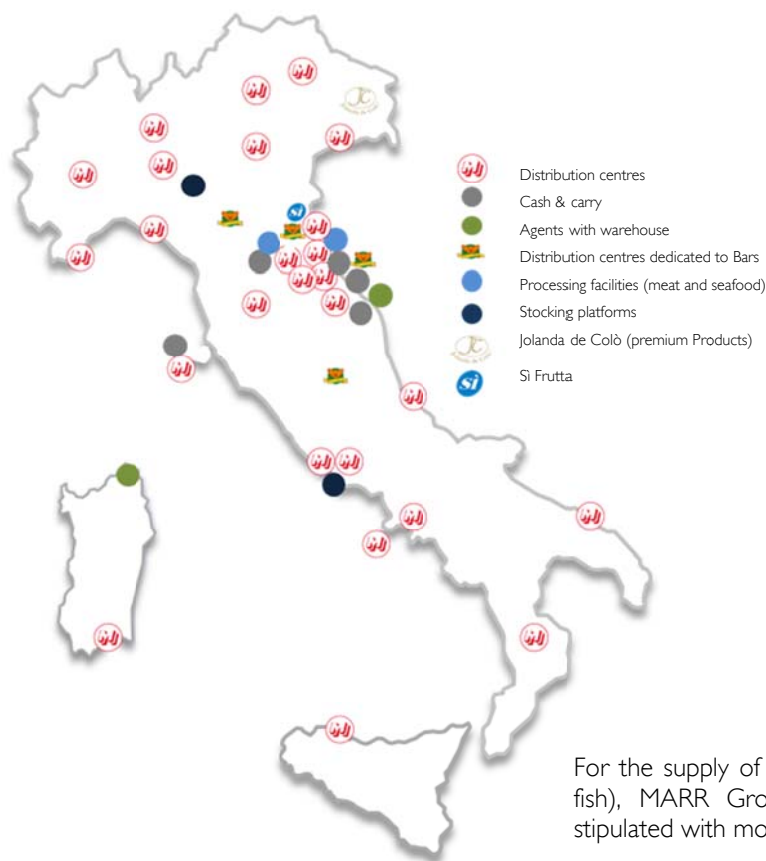 Distribution centres
Cash & carry
Agents with warehouse
Distribution centres dedicated to Bars
Processing facilities (meat and seafood)
Stocking platforms
Jolanda de Colò (premium Products)
Sì Frutta
sì
For the supply of
fish), MARR Gro
stipulated with mo